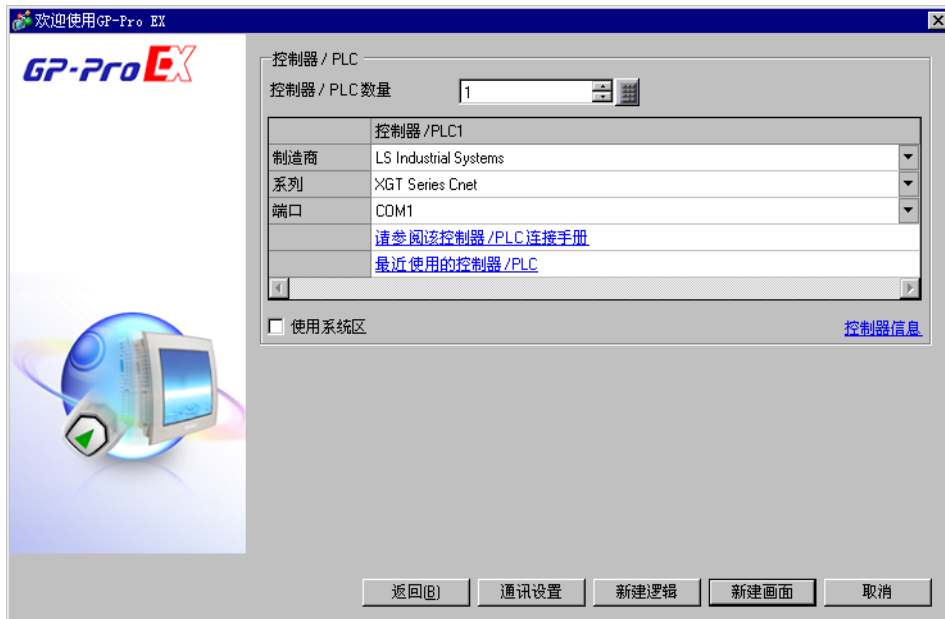 欢迎使用GP-Pro EX
GP-Pro EX
控制器/PLC
控制器/PLC数量 1
控制器/PLC1
制造商 LS Industrial Systems
系列 XGT Series Cnet
端口 COM1
请参阅该控制器/PLC连接手册
最近使用的控制器/PLC
使用系统区 控制器信息
返回(B) 通讯设置 新建逻辑 新建画面 取消